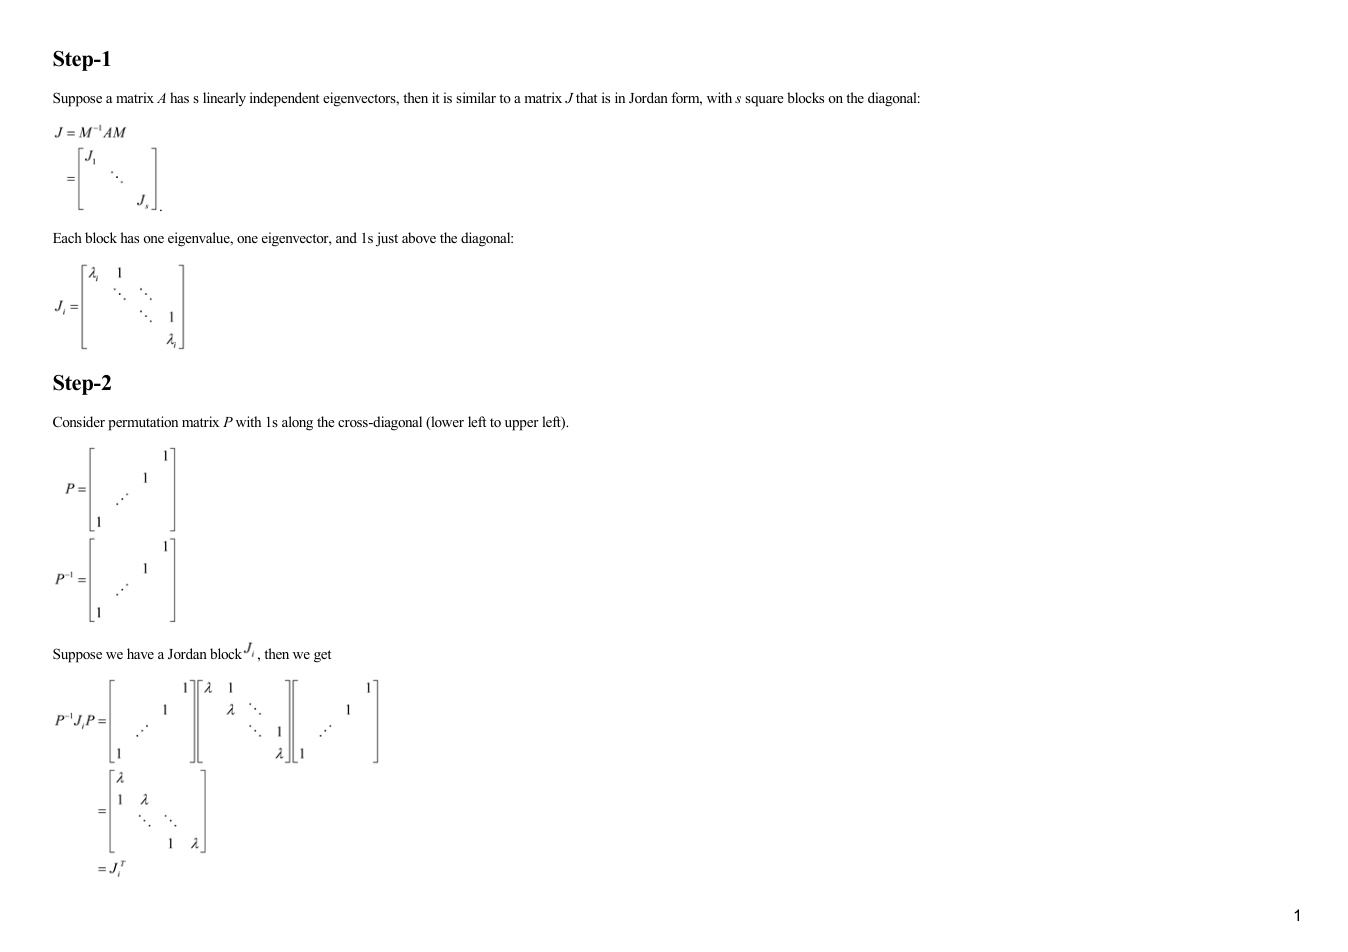 Step-1
Suppose a matrix A has s linearly independent eigenvectors, then it is similar to a matrix J that is in Jordan form, with s square blocks on the diagonal:
J = M⁻¹AM
= [ J₁ ⋱ Jₛ ].
Each block has one eigenvalue, one eigenvector, and 1s just above the diagonal:
Jᵢ = [ λᵢ 1
⋱ ⋱
⋱ 1
λᵢ ]
Step-2
Consider permutation matrix P with 1s along the cross-diagonal (lower left to upper left).
P = [ 1
1
⋰
1 ]
P⁻¹ = [ 1
1
⋰
1 ]
Suppose we have a Jordan block Jᵢ, then we get
P⁻¹JᵢP = [ 1 ] [ λ 1 ] [ 1 ]
1 λ ⋱ 1
⋰ ⋱ 1 ⋰
1 λ 1
= [ λ
1 λ
⋱ ⋱
1 λ ]
= Jᵢᵀ
1